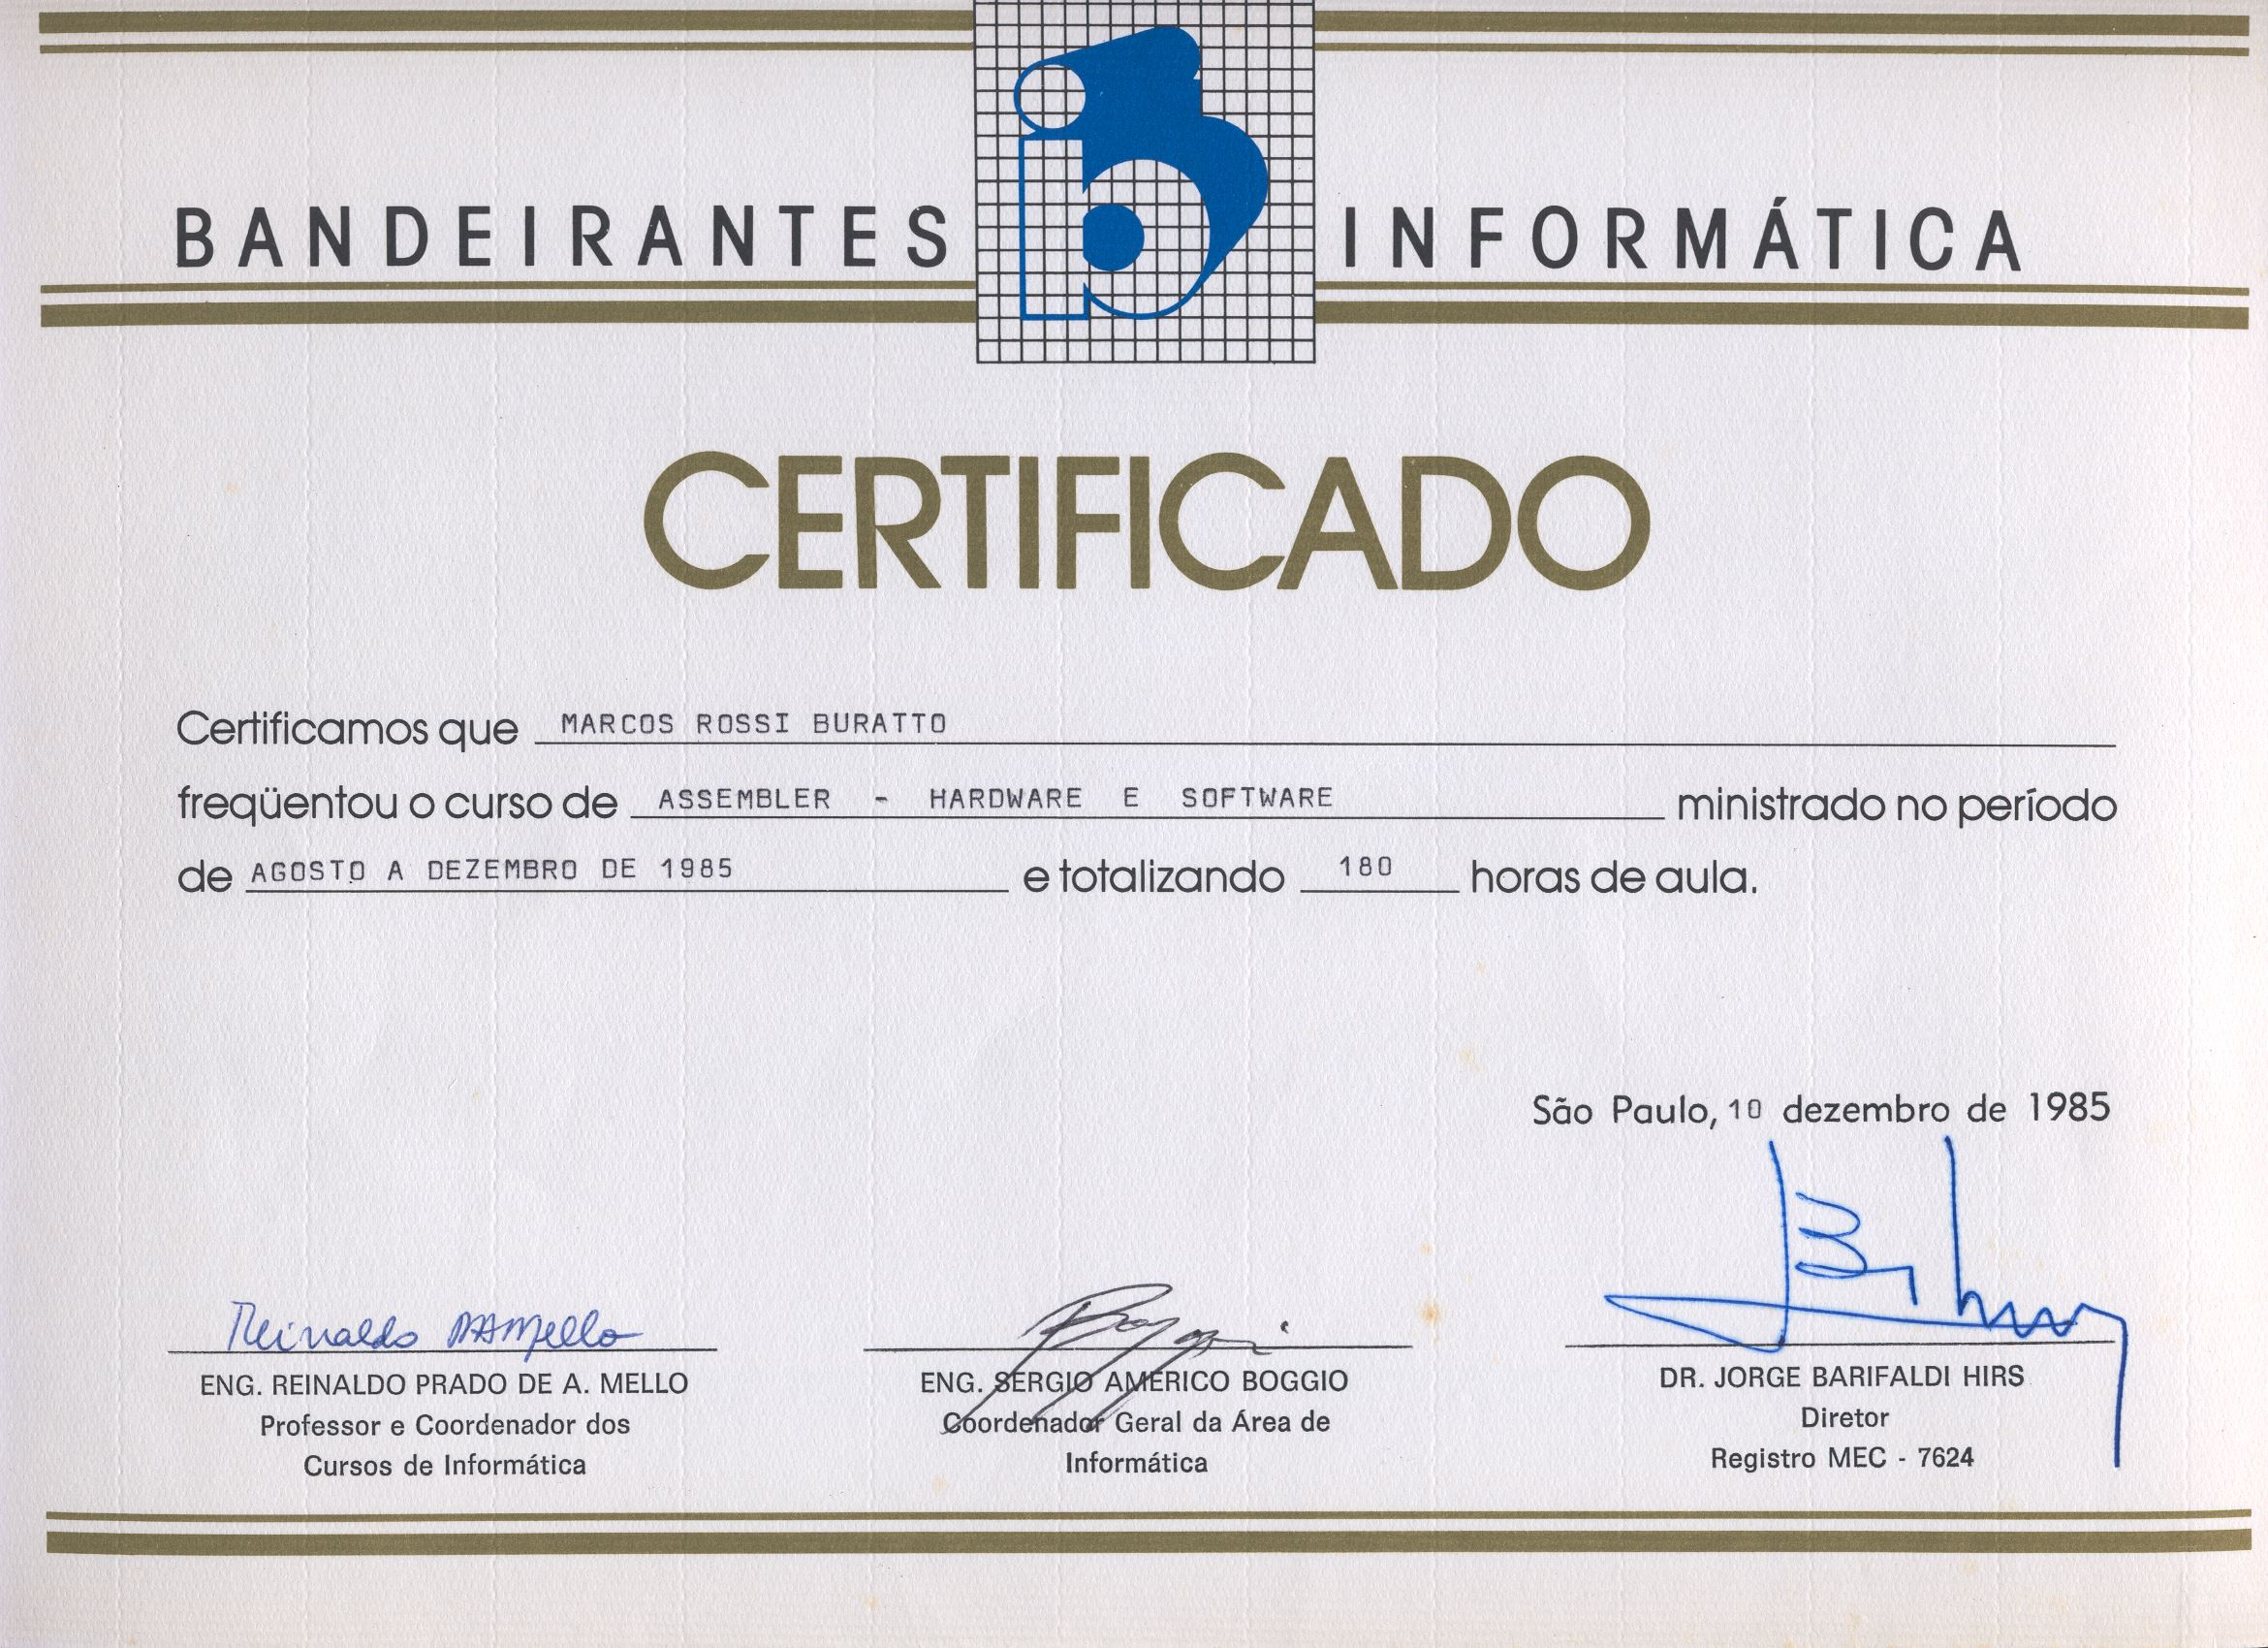 BANDEIRANTES INFORMÁTICA
CERTIFICADO
Certificamos que MARCOS ROSSI BURATTO
freqüentou o curso de ASSEMBLER - HARDWARE E SOFTWARE ministrado no período
de AGOSTO A DEZEMBRO DE 1985 e totalizando 180 horas de aula.
São Paulo, 10 dezembro de 1985
Reinaldo PAMello
ENG. REINALDO PRADO DE A. MELLO
Professor e Coordenador dos
Cursos de Informática
Boggio
ENG. SERGIO AMÉRICO BOGGIO
Coordenador Geral da Área de
Informática
DR. JORGE BARIFALDI HIRS
Diretor
Registro MEC - 7624